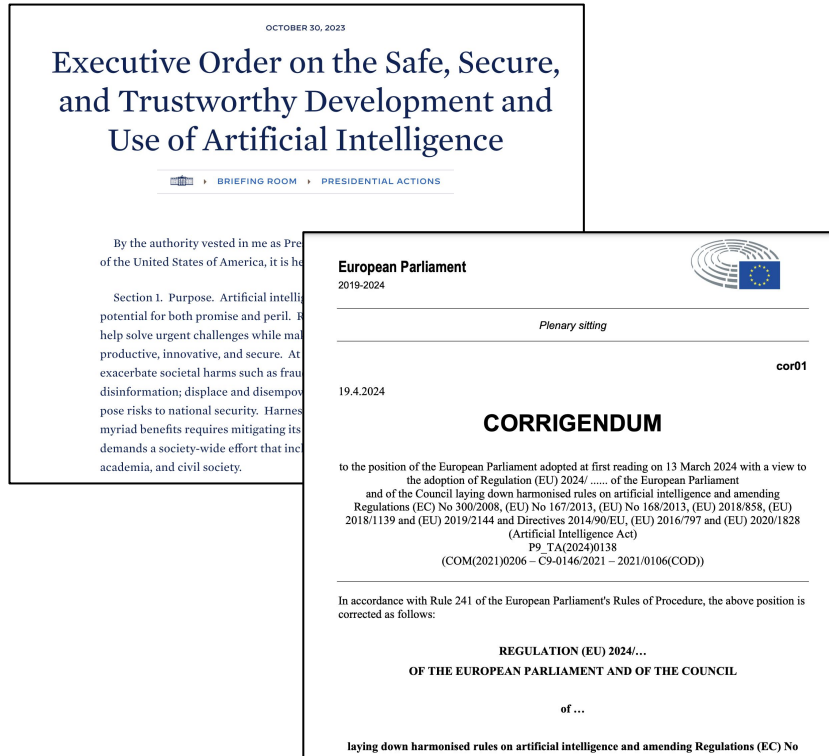 OCTOBER 30, 2023
Executive Order on the Safe, Secure,
and Trustworthy Development and
Use of Artificial Intelligence
BRIEFING ROOM PRESIDENTIAL ACTIONS
By the authority vested in me as Pre
of the United States of America, it is he
Section 1. Purpose. Artificial intellig
potential for both promise and peril. R
help solve urgent challenges while mak
productive, innovative, and secure. At
exacerbate societal harms such as frau
disinformation; displace and disempow
pose risks to national security. Harnes
myriad benefits requires mitigating its
demands a society-wide effort that incl
academia, and civil society.
European Parliament
2019-2024
Plenary sitting
cor01
19.4.2024
CORRIGENDUM
to the position of the European Parliament adopted at first reading on 13 March 2024 with a view to
the adoption of Regulation (EU) 2024/ ...... of the European Parliament
and of the Council laying down harmonised rules on artificial intelligence and amending
Regulations (EC) No 300/2008, (EU) No 167/2013, (EU) No 168/2013, (EU) 2018/858, (EU)
2018/1139 and (EU) 2019/2144 and Directives 2014/90/EU, (EU) 2016/797 and (EU) 2020/1828
(Artificial Intelligence Act)
P9_TA(2024)0138
(COM(2021)0206 – C9-0146/2021 – 2021/0106(COD))
In accordance with Rule 241 of the European Parliament's Rules of Procedure, the above position is
corrected as follows:
REGULATION (EU) 2024/…
OF THE EUROPEAN PARLIAMENT AND OF THE COUNCIL
of …
laying down harmonised rules on artificial intelligence and amending Regulations (EC) No